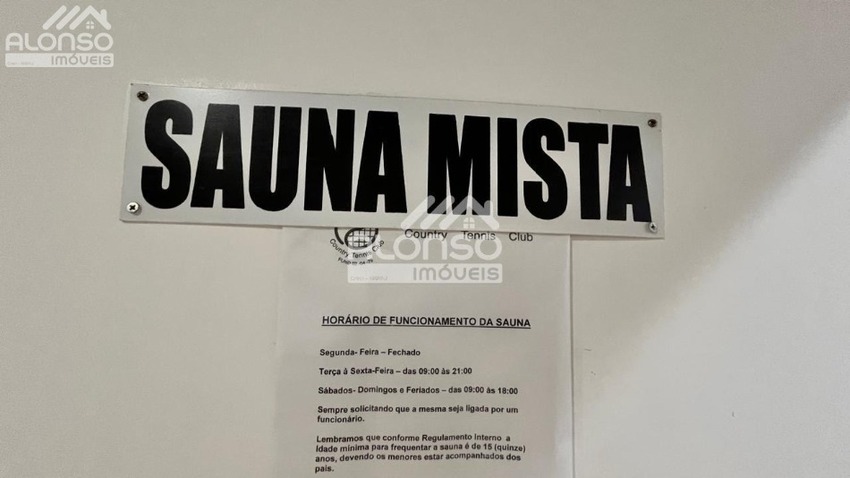 ALONSO
IMÓVEIS
SAUNA MISTA
Country Tennis Club
ALONSO
IMÓVEIS
Country Tennis Club
HORÁRIO DE FUNCIONAMENTO DA SAUNA
Segunda- Feira – Fechado
Terça à Sexta-Feira – das 09:00 às 21:00
Sábados- Domingos e Feriados – das 09:00 às 18:00
Sempre solicitando que a mesma seja ligada por um
funcionário.
Lembramos que conforme Regulamento Interno a
Idade mínima para frequentar a sauna é de 15 (quinze)
anos, devendo os menores estar acompanhados dos
pais.